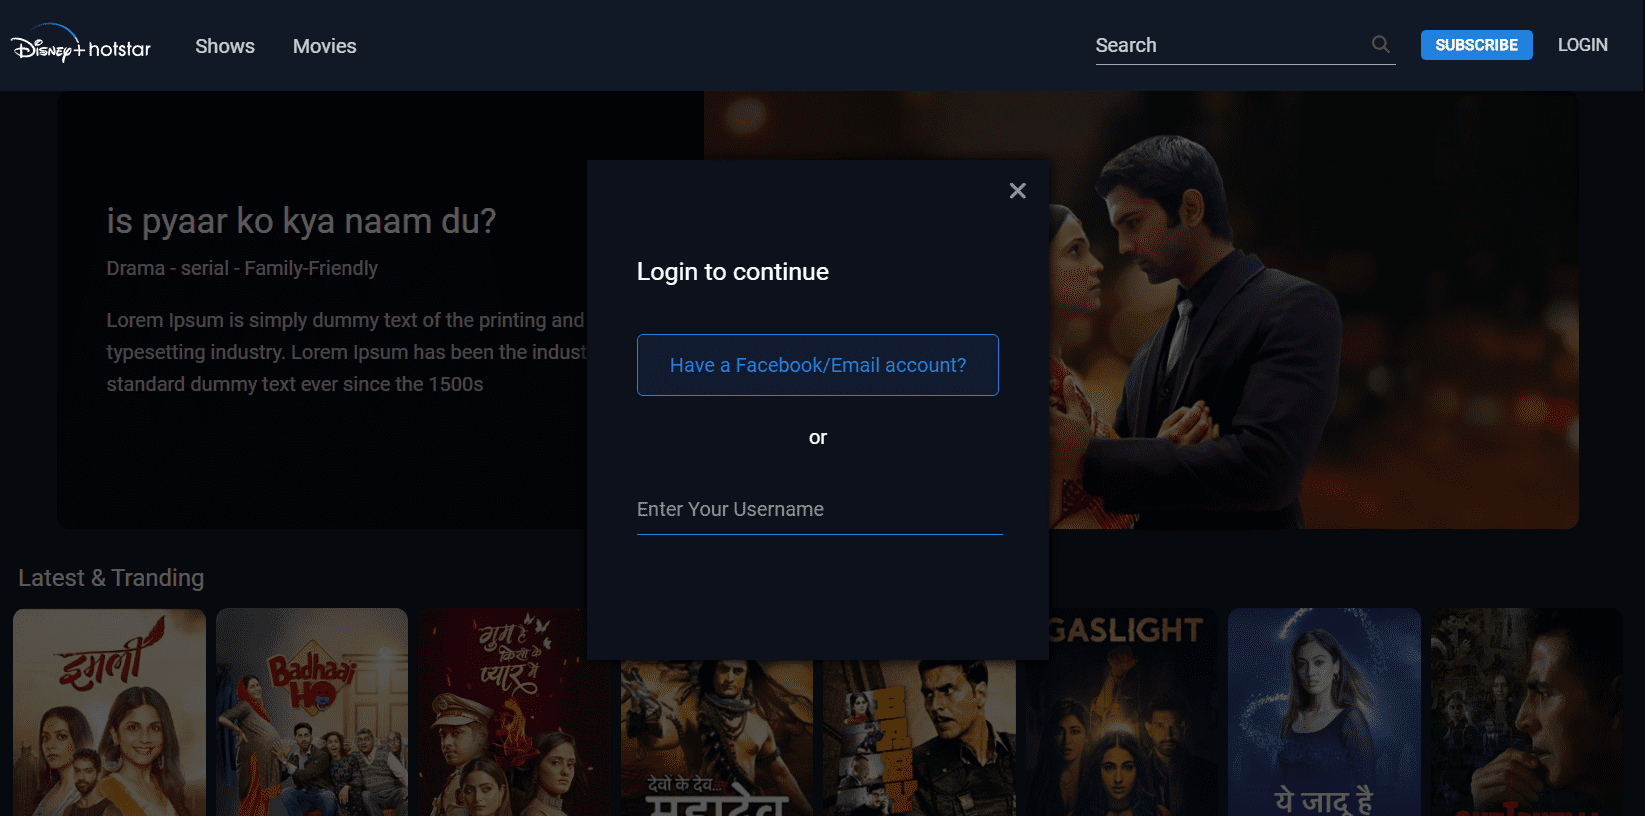 Disney+ hotstar
Shows
Movies
Search
SUBSCRIBE
LOGIN
is pyaar ko kya naam du?
Drama - serial - Family-Friendly
Lorem Ipsum is simply dummy text of the printing and
typesetting industry. Lorem Ipsum has been the indust
standard dummy text ever since the 1500s
Login to continue
Have a Facebook/Email account?
or
Enter Your Username
Latest & Tranding
इमली
Badhaai
Ho
गुम है
किसी के
प्यार में
देवों के देव...
महादेव
BABY
GASLIGHT
ये जादू है